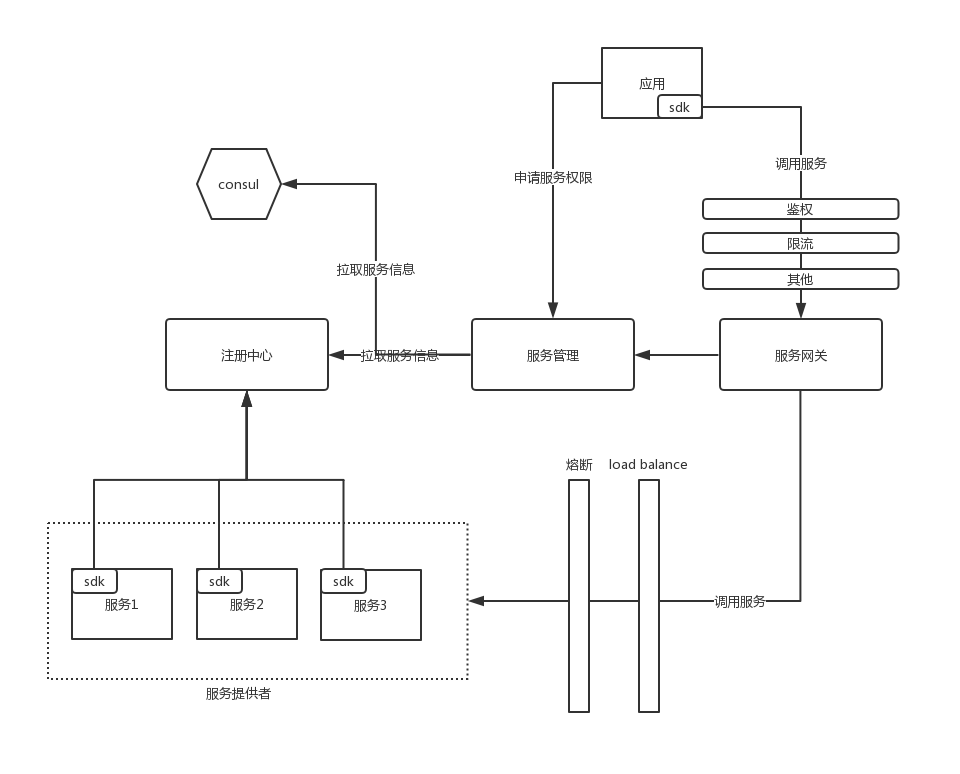 应用
sdk
调用服务
申请服务权限
consul
鉴权
限流
其他
拉取服务信息
注册中心
拉取服务信息
服务管理
服务网关
熔断
load balance
sdk
服务1
sdk
服务2
sdk
服务3
调用服务
服务提供者